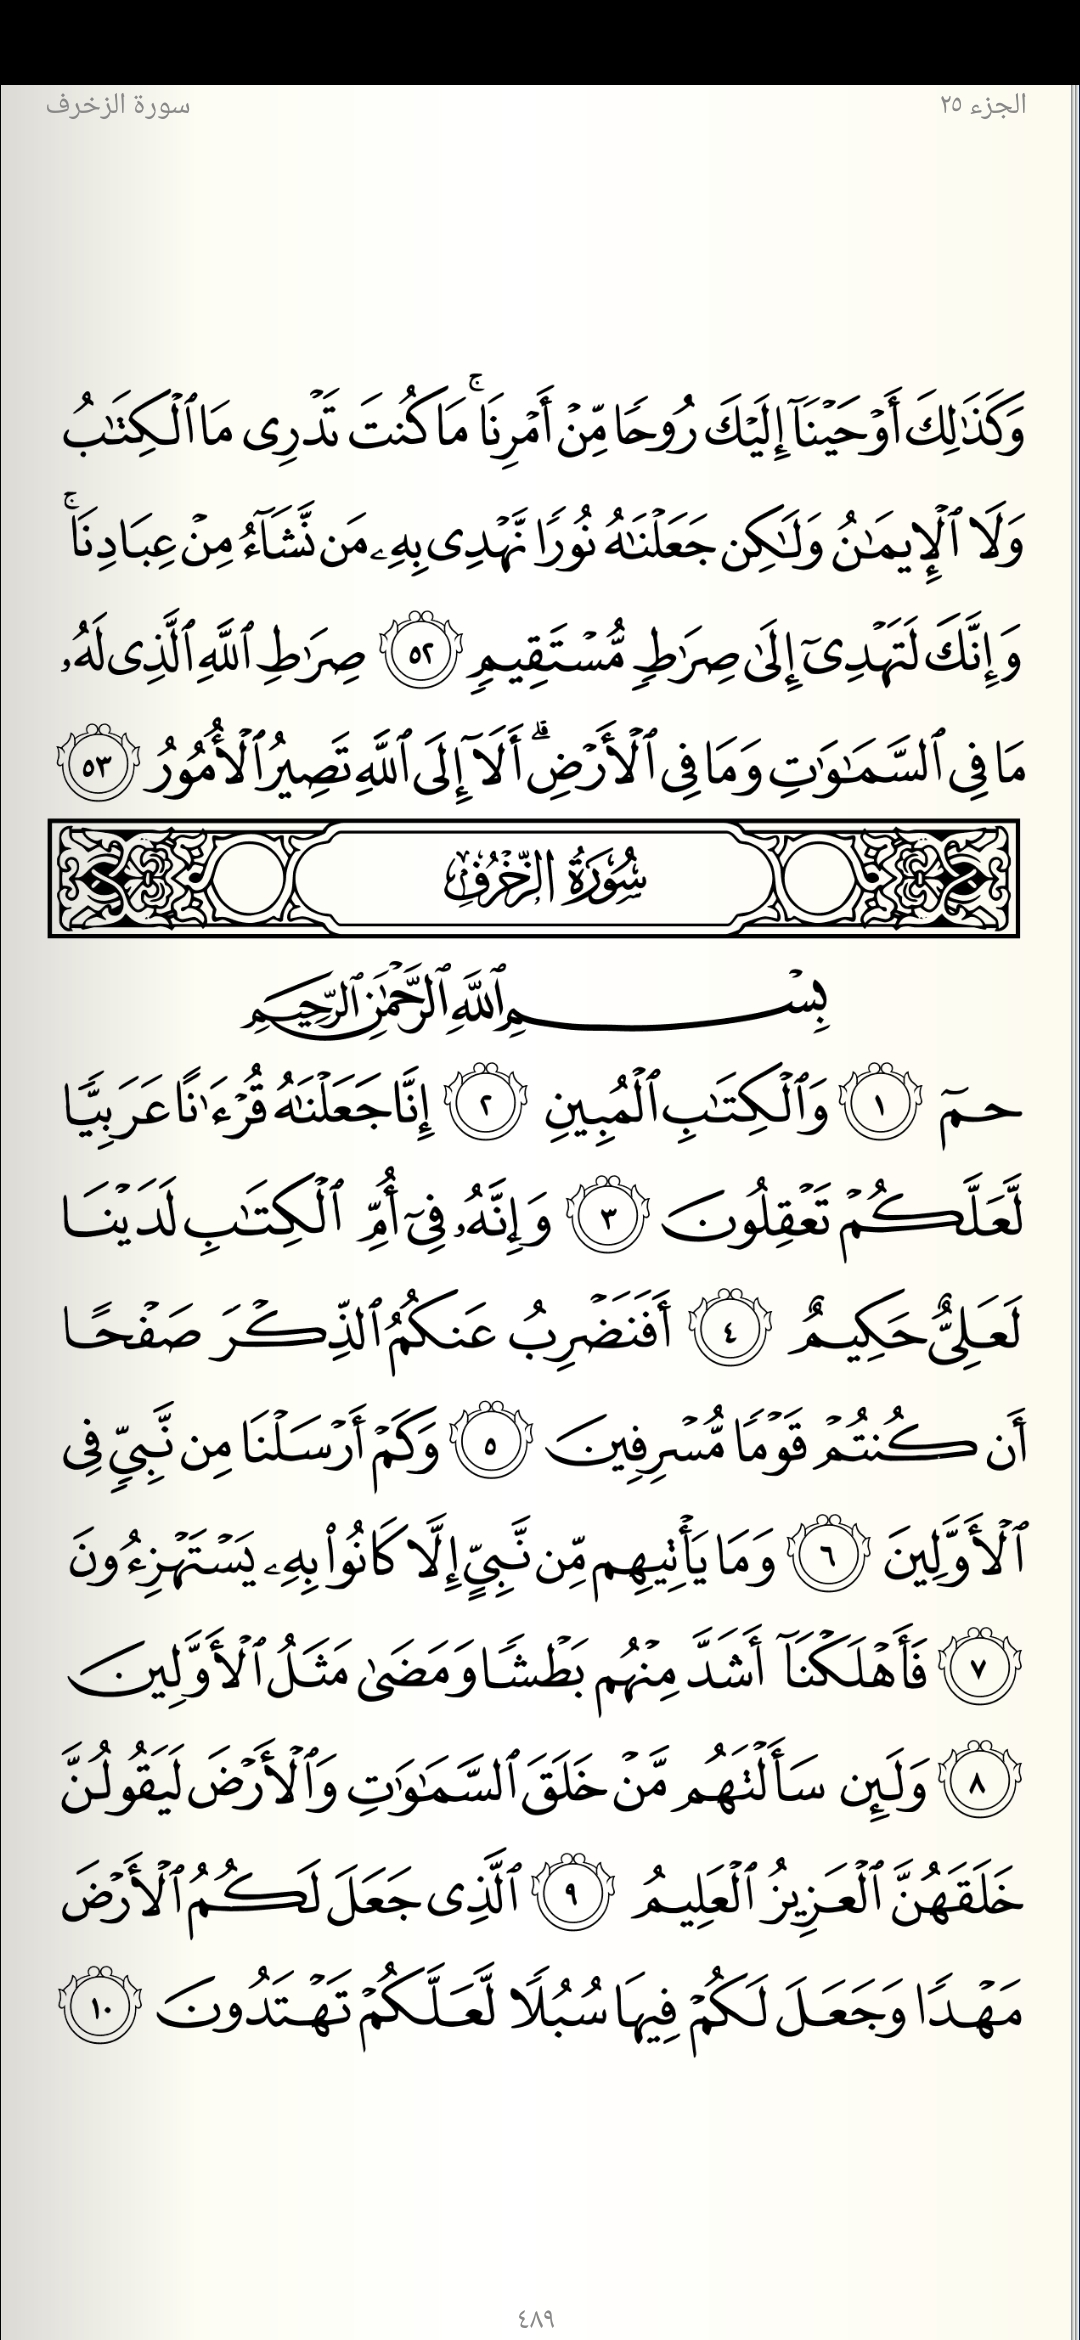 الجزء ٢٥
سورة الزخرف
وَكَذَٰلِكَ أَوْحَيْنَآ إِلَيْكَ رُوحًا مِّنْ أَمْرِنَا ۚ مَا كُنتَ تَدْرِى مَا ٱلْكِتَٰبُ
وَلَا ٱلْإِيمَٰنُ وَلَٰكِن جَعَلْنَٰهُ نُورًا نَّهْدِى بِهِۦ مَن نَّشَآءُ مِنْ عِبَادِنَا ۚ
وَإِنَّكَ لَتَهْدِىٓ إِلَىٰ صِرَٰطٍ مُّسْتَقِيمٍ ٥٢ صِرَٰطِ ٱللَّهِ ٱلَّذِى لَهُۥ
مَا فِى ٱلسَّمَٰوَٰتِ وَمَا فِى ٱلْأَرْضِ ۗ أَلَآ إِلَى ٱللَّهِ تَصِيرُ ٱلْأُمُورُ ٥٣
سُورَةُ الزُّخْرُفِ
بِسْمِ ٱللَّهِ ٱلرَّحْمَٰنِ ٱلرَّحِيمِ
حمٓ ١ وَٱلْكِتَٰبِ ٱلْمُبِينِ ٢ إِنَّا جَعَلْنَٰهُ قُرْءَٰنًا عَرَبِيًّا
لَّعَلَّكُمْ تَعْقِلُونَ ٣ وَإِنَّهُۥ فِىٓ أُمِّ ٱلْكِتَٰبِ لَدَيْنَا
لَعَلِىٌّ حَكِيمٌ ٤ أَفَنَضْرِبُ عَنكُمُ ٱلذِّكْرَ صَفْحًا
أَن كُنتُمْ قَوْمًا مُّسْرِفِينَ ٥ وَكَمْ أَرْسَلْنَا مِن نَّبِىٍّ فِى
ٱلْأَوَّلِينَ ٦ وَمَا يَأْتِيهِم مِّن نَّبِىٍّ إِلَّا كَانُوا۟ بِهِۦ يَسْتَهْزِءُونَ
٧ فَأَهْلَكْنَآ أَشَدَّ مِنْهُم بَطْشًا وَمَضَىٰ مَثَلُ ٱلْأَوَّلِينَ
٨ وَلَئِن سَأَلْتَهُم مَّنْ خَلَقَ ٱلسَّمَٰوَٰتِ وَٱلْأَرْضَ لَيَقُولُنَّ
خَلَقَهُنَّ ٱلْعَزِيزُ ٱلْعَلِيمُ ٩ ٱلَّذِى جَعَلَ لَكُمُ ٱلْأَرْضَ
مَهْدًا وَجَعَلَ لَكُمْ فِيهَا سُبُلًا لَّعَلَّكُمْ تَهْتَدُونَ ١٠
٤٨٩